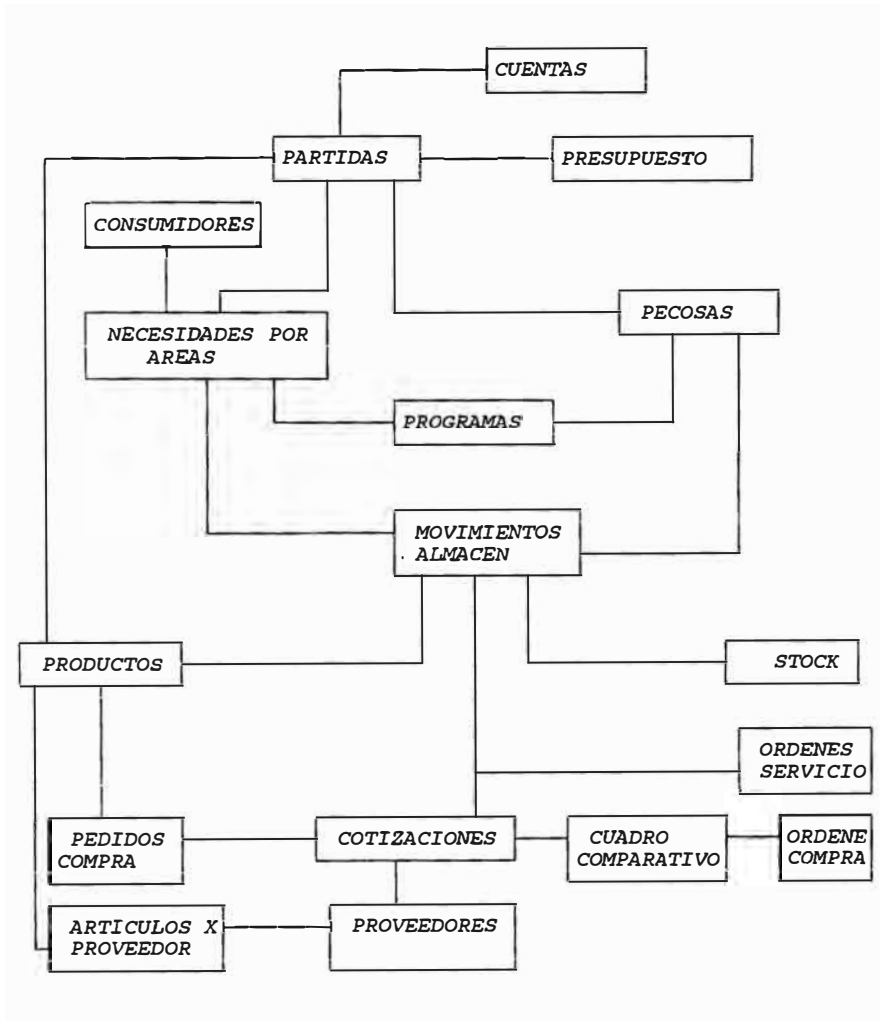 CUENTAS
PARTIDAS
PRESUPUESTO
CONSUMIDORES
NECESIDADES POR
AREAS
PECOSAS
PROGRAMAS
MOVIMIENTOS
ALMACEN
PRODUCTOS
STOCK
ORDENES
SERVICIO
PEDIDOS
COMPRA
COTIZACIONES
CUADRO
COMPARATIVO
ORDENE
COMPRA
ARTICULOS X
PROVEEDOR
PROVEEDORES